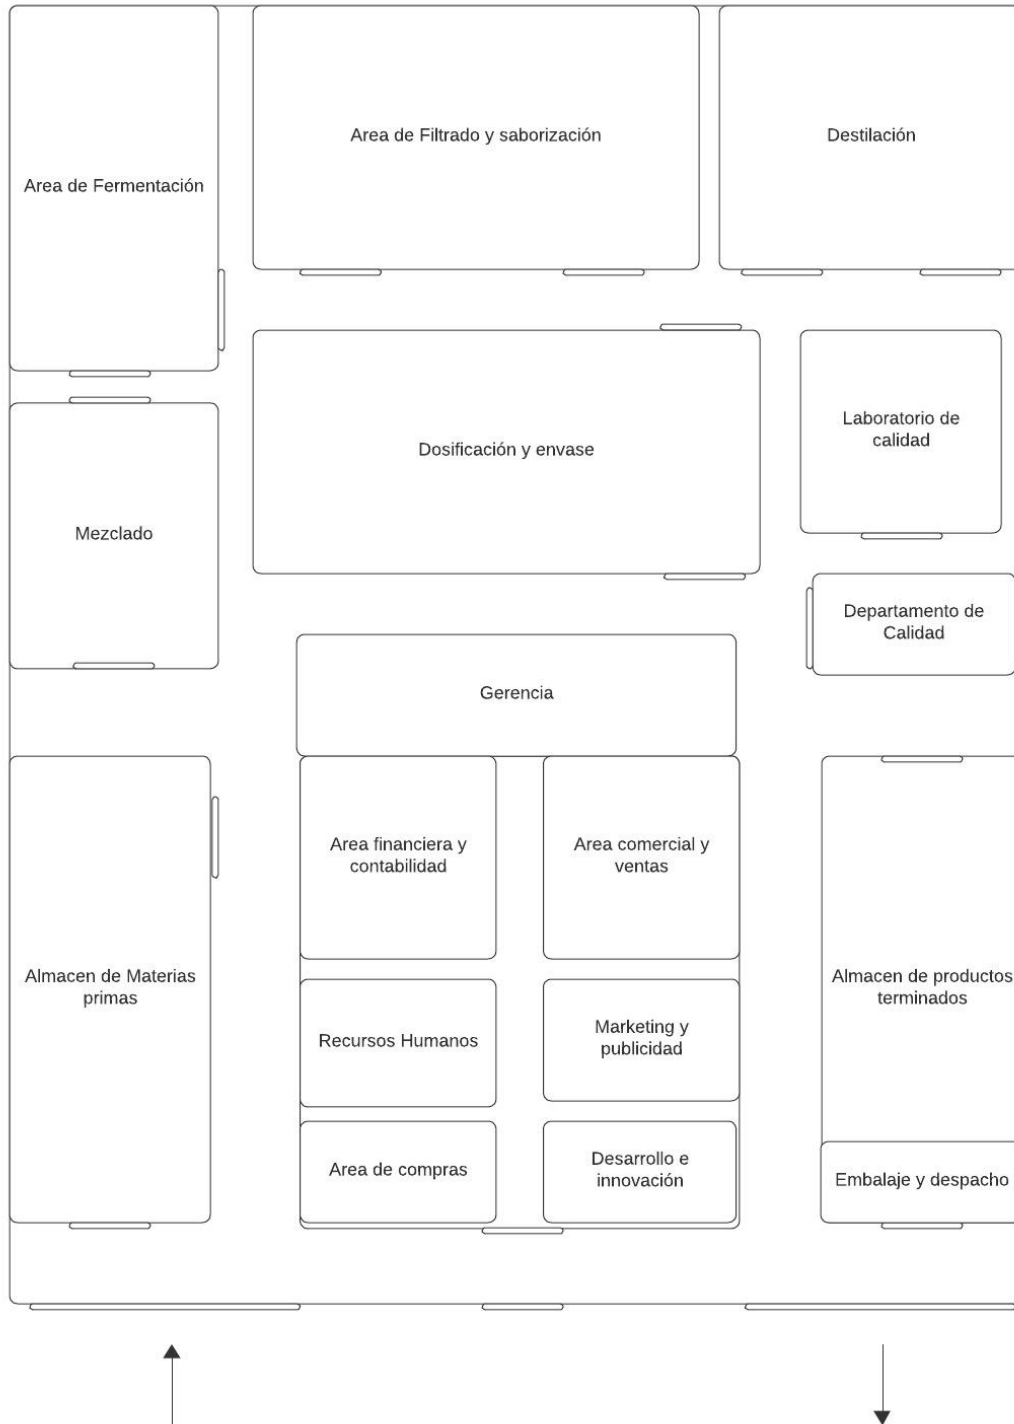 Area de Filtrado y saborización
Destilación
Area de Fermentación
Dosificación y envase
Laboratorio de
calidad
Mezclado
Departamento de
Calidad
Gerencia
Area financiera y
contabilidad
Area comercial y
ventas
Almacen de Materias
primas
Almacen de productos
terminados
Recursos Humanos
Marketing y
publicidad
Area de compras
Desarrollo e
innovación
Embalaje y despacho